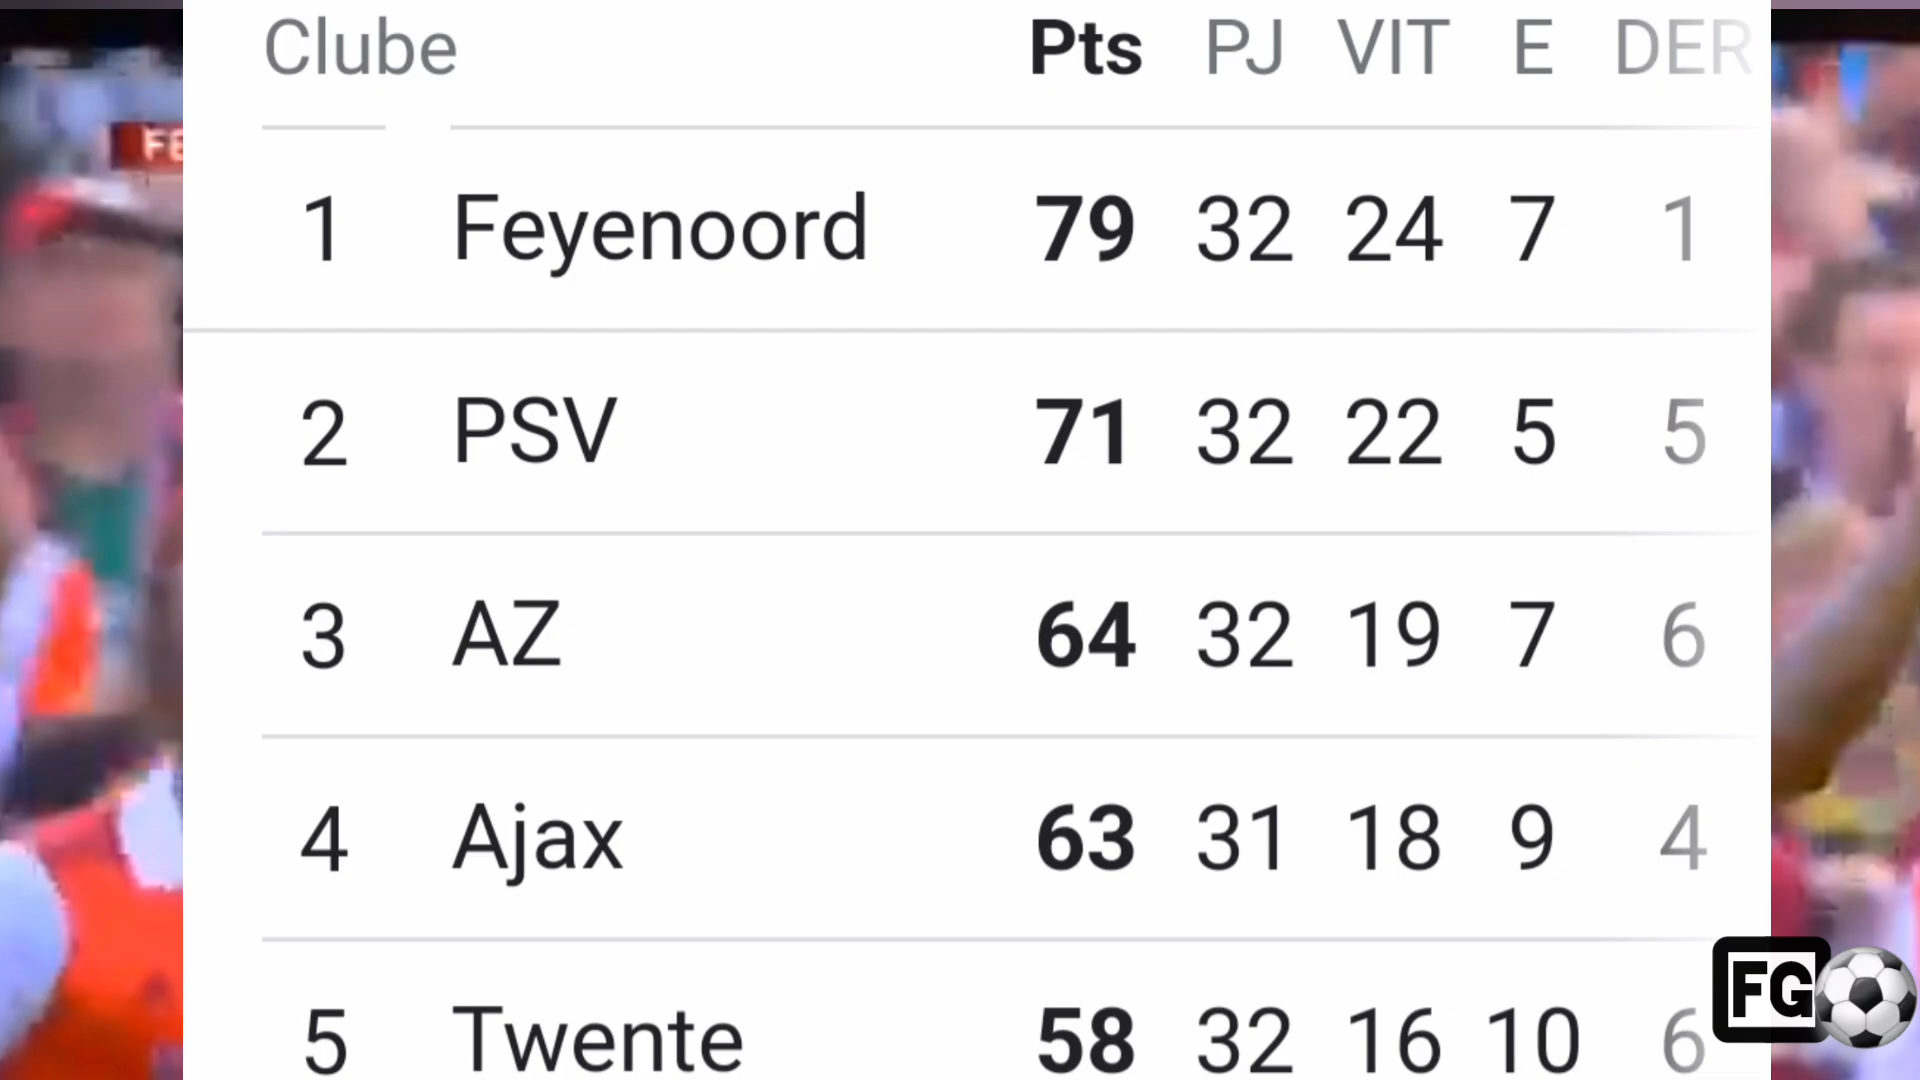 Clube Pts PJ VIT E DER
FE
1 Feyenoord 79 32 24 7 1
2 PSV 71 32 22 5 5
3 AZ 64 32 19 7 6
4 Ajax 63 31 18 9 4
5 Twente 58 32 16 10 6
FG